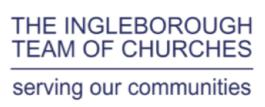 THE INGLEBOROUGH
TEAM OF CHURCHES
serving our communities